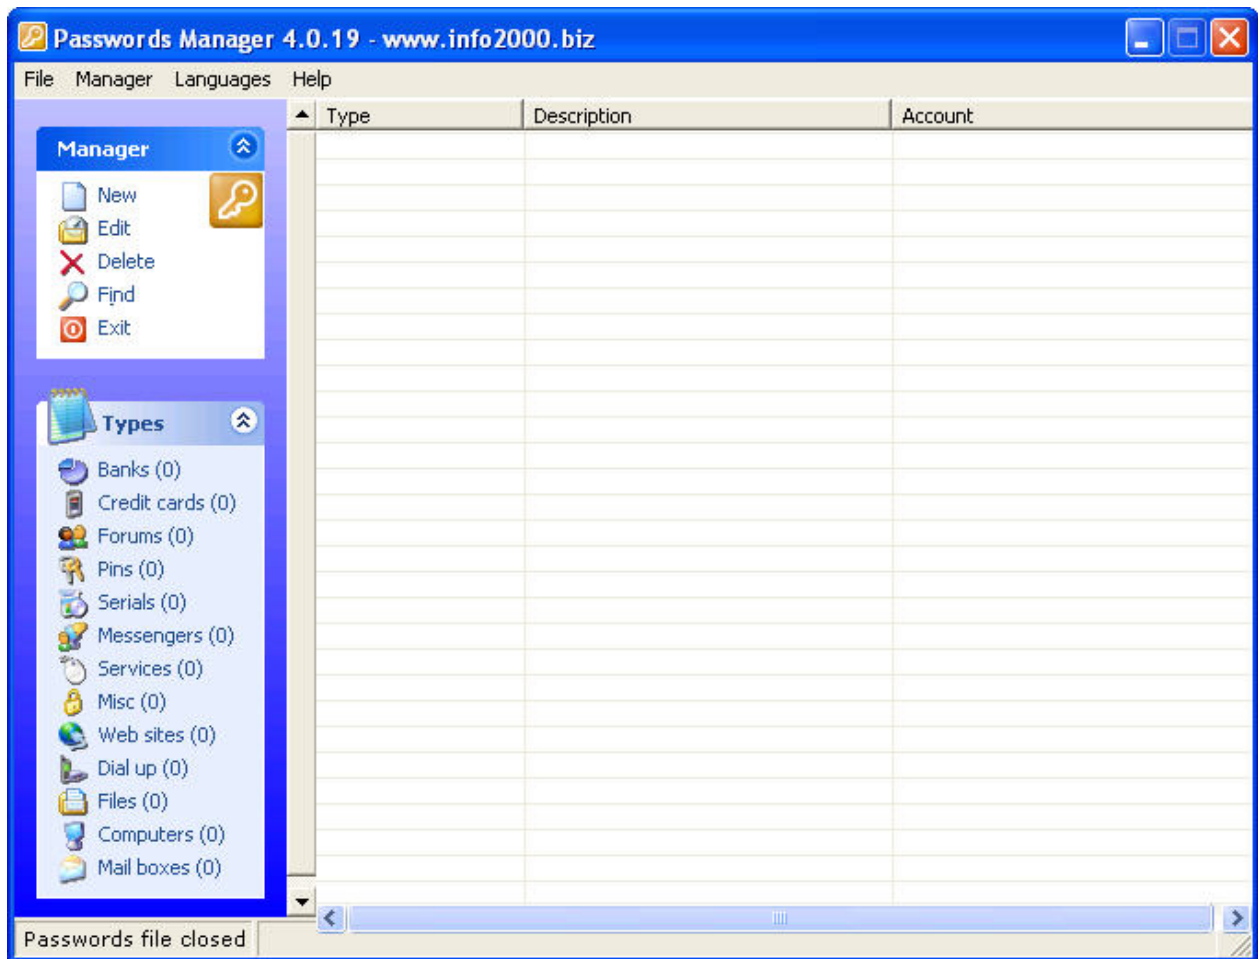 Passwords Manager 4.0.19 - www.info2000.biz
File Manager Languages Help
Type Description Account
Manager
New
Edit
Delete
Find
Exit
Types
Banks (0)
Credit cards (0)
Forums (0)
Pins (0)
Serials (0)
Messengers (0)
Services (0)
Misc (0)
Web sites (0)
Dial up (0)
Files (0)
Computers (0)
Mail boxes (0)
Passwords file closed